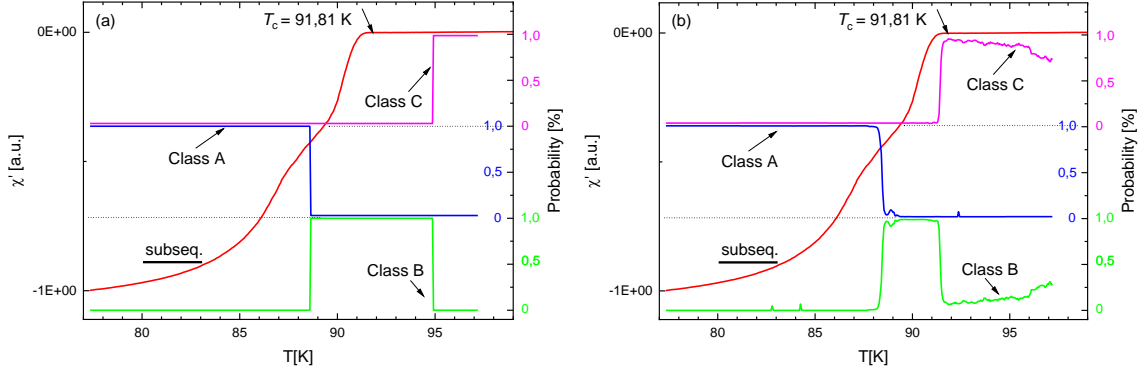 (a)
T_c = 91,81 K
0E+00
-1E+00
χ' [a.u.]
Class C
Class A
subseq.
Class B
1,0
0,5
0
1,0
0,5
0
1,0
0,5
0
Probability [%]
80
85
90
95
T[K]
(b)
T_c = 91,81 K
0E+00
-1E+00
χ' [a.u.]
Class C
Class A
subseq.
Class B
1,0
0,5
0
1,0
0,5
0
1,0
0,5
0
Probability [%]
80
85
90
95
T[K]